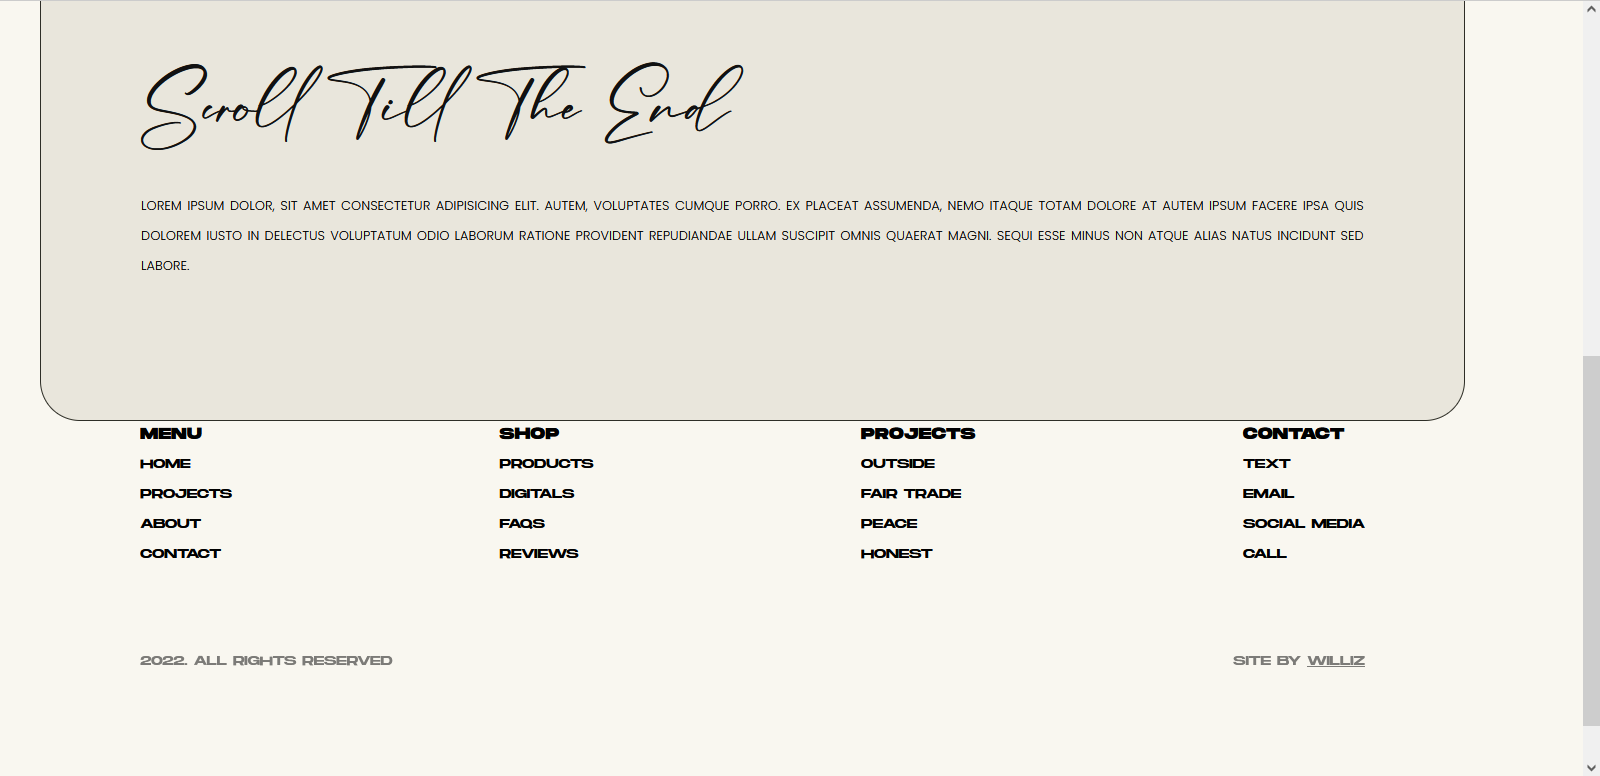 Scroll Till The End
LOREM IPSUM DOLOR, SIT AMET CONSECTETUR ADIPISICING ELIT. AUTEM, VOLUPTATES CUMQUE PORRO. EX PLACEAT ASSUMENDA, NEMO ITAQUE TOTAM DOLORE AT AUTEM IPSUM FACERE IPSA QUIS
DOLOREM IUSTO IN DELECTUS VOLUPTATUM ODIO LABORUM RATIONE PROVIDENT REPUDIANDAE ULLAM SUSCIPIT OMNIS QUAERAT MAGNI. SEQUI ESSE MINUS NON ATQUE ALIAS NATUS INCIDUNT SED
LABORE.
MENU
HOME
PROJECTS
ABOUT
CONTACT
SHOP
PRODUCTS
DIGITALS
FAQS
REVIEWS
PROJECTS
OUTSIDE
FAIR TRADE
PEACE
HONEST
CONTACT
TEXT
EMAIL
SOCIAL MEDIA
CALL
2022. ALL RIGHTS RESERVED
SITE BY WILLIZ